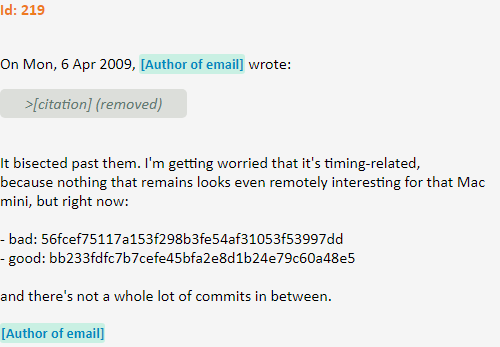 Id: 219
On Mon, 6 Apr 2009, [Author of email] wrote:
>[citation] (removed)
It bisected past them. I'm getting worried that it's timing-related,
because nothing that remains looks even remotely interesting for that Mac
mini, but right now:
- bad: 56fcef75117a153f298b3fe54af31053f53997dd
- good: bb233fdfc7b7cefe45bfa2e8d1b24e79c60a48e5
and there's not a whole lot of commits in between.
[Author of email]